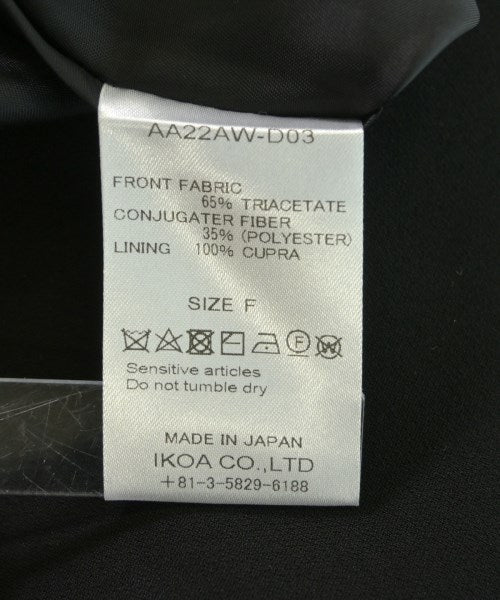 AA22AW-D03
FRONT FABRIC
65% TRIACETATE
CONJUGATER FIBER
35% (POLYESTER)
LINING 100% CUPRA
SIZE F
F W
Sensitive articles
Do not tumble dry
MADE IN JAPAN
IKOA CO.,LTD
+81-3-5829-6188